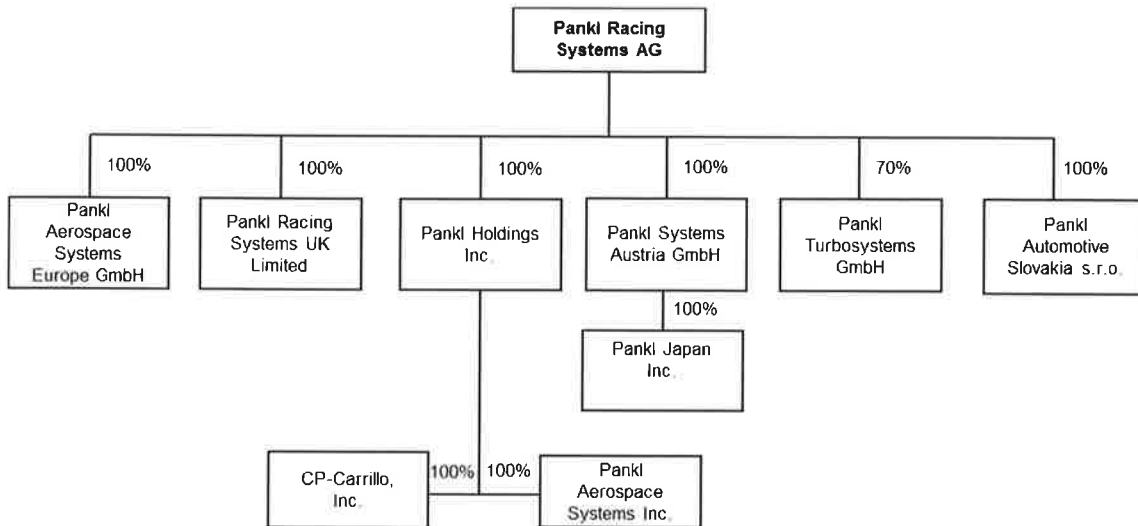 Pankl Racing
Systems AG
100%
100%
100%
100%
70%
100%
Pankl
Aerospace
Systems
Europe GmbH
Pankl Racing
Systems UK
Limited
Pankl Holdings
Inc.
Pankl Systems
Austria GmbH
Pankl
Turbosystems
GmbH
Pankl
Automotive
Slovakia s.r.o.
100%
Pankl Japan
Inc.
CP-Carrillo,
Inc.
100%
100%
Pankl
Aerospace
Systems Inc.